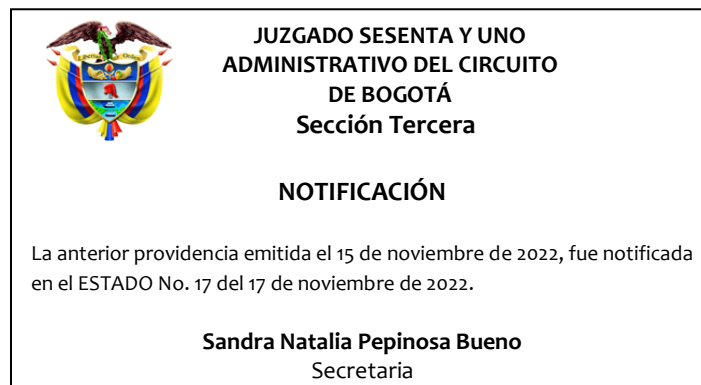 JUZGADO SESENTA Y UNO
ADMINISTRATIVO DEL CIRCUITO
DE BOGOTÁ
Sección Tercera
NOTIFICACIÓN
La anterior providencia emitida el 15 de noviembre de 2022, fue notificada
en el ESTADO No. 17 del 17 de noviembre de 2022.
Sandra Natalia Pepinosa Bueno
Secretaria